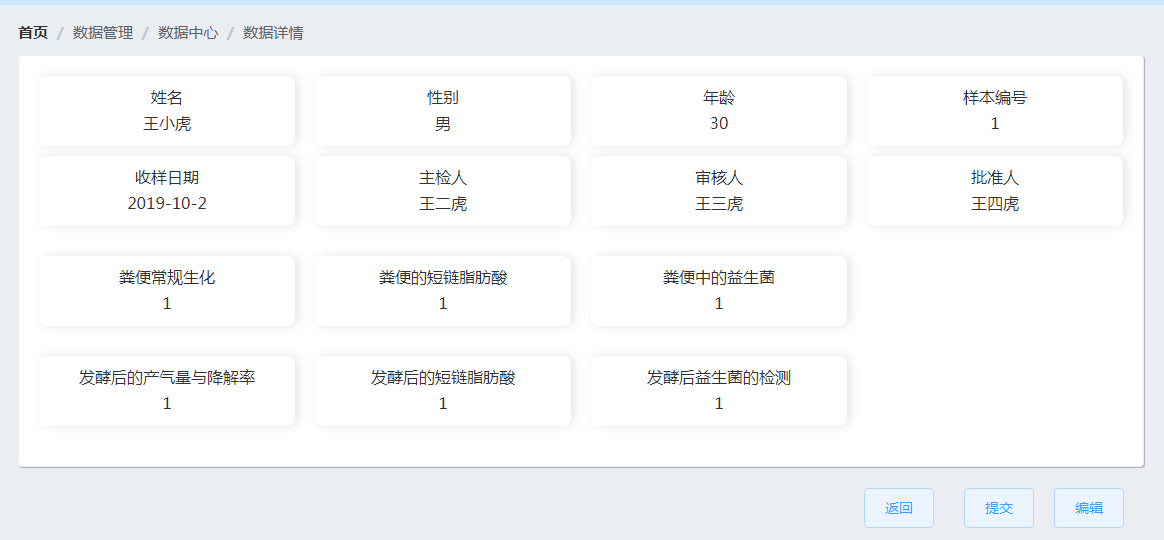 首页 / 数据管理 / 数据中心 / 数据详情
姓名
王小虎
性别
男
年龄
30
样本编号
1
收样日期
2019-10-2
主检人
王二虎
审核人
王三虎
批准人
王四虎
粪便常规生化
1
粪便的短链脂肪酸
1
粪便中的益生菌
1
发酵后的产气量与降解率
1
发酵后的短链脂肪酸
1
发酵后益生菌的检测
1
返回 提交 编辑